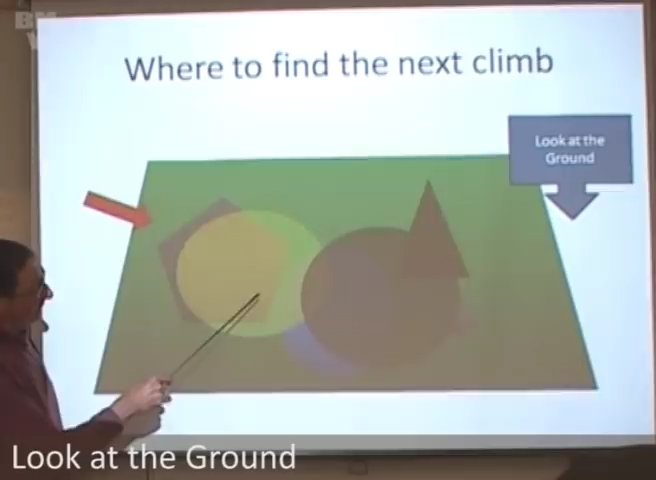 Where to find the next climb
Look at the
Ground
Look at the Ground